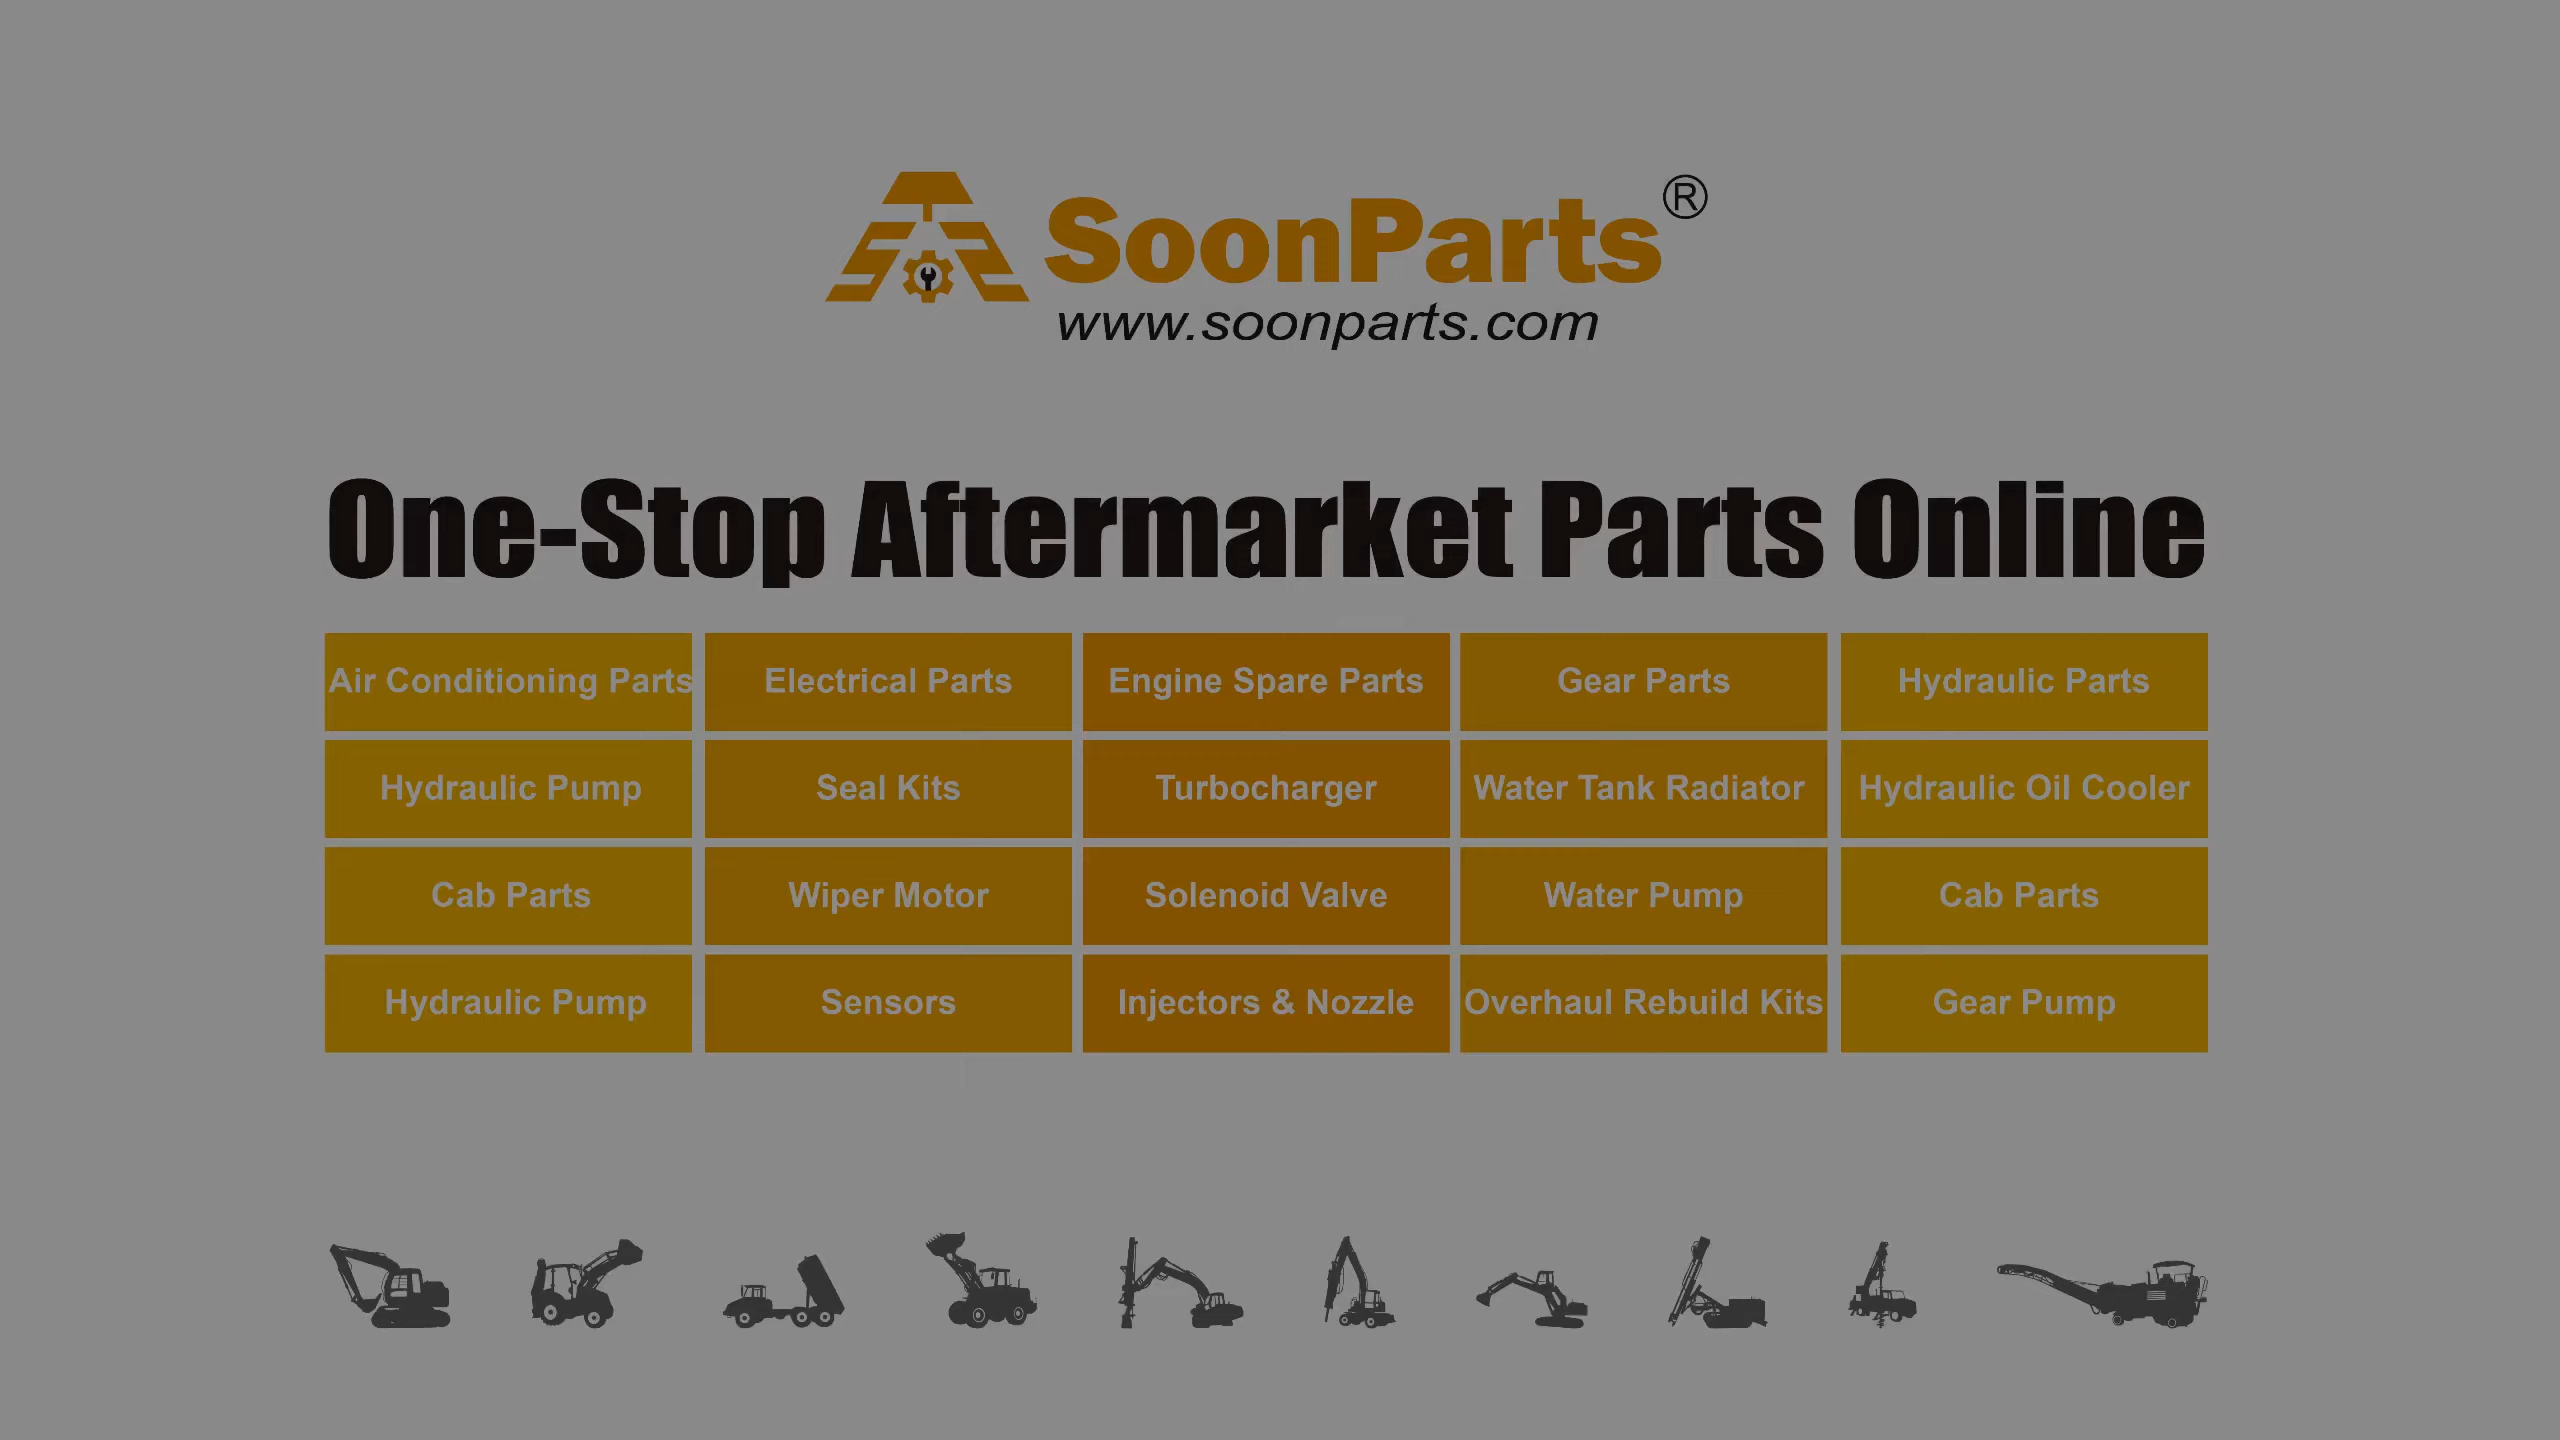 SoonParts®
www.soonparts.com
One-Stop Aftermarket Parts Online
Air Conditioning Parts Electrical Parts Engine Spare Parts Gear Parts Hydraulic Parts
Hydraulic Pump Seal Kits Turbocharger Water Tank Radiator Hydraulic Oil Cooler
Cab Parts Wiper Motor Solenoid Valve Water Pump Cab Parts
Hydraulic Pump Sensors Injectors & Nozzle Overhaul Rebuild Kits Gear Pump